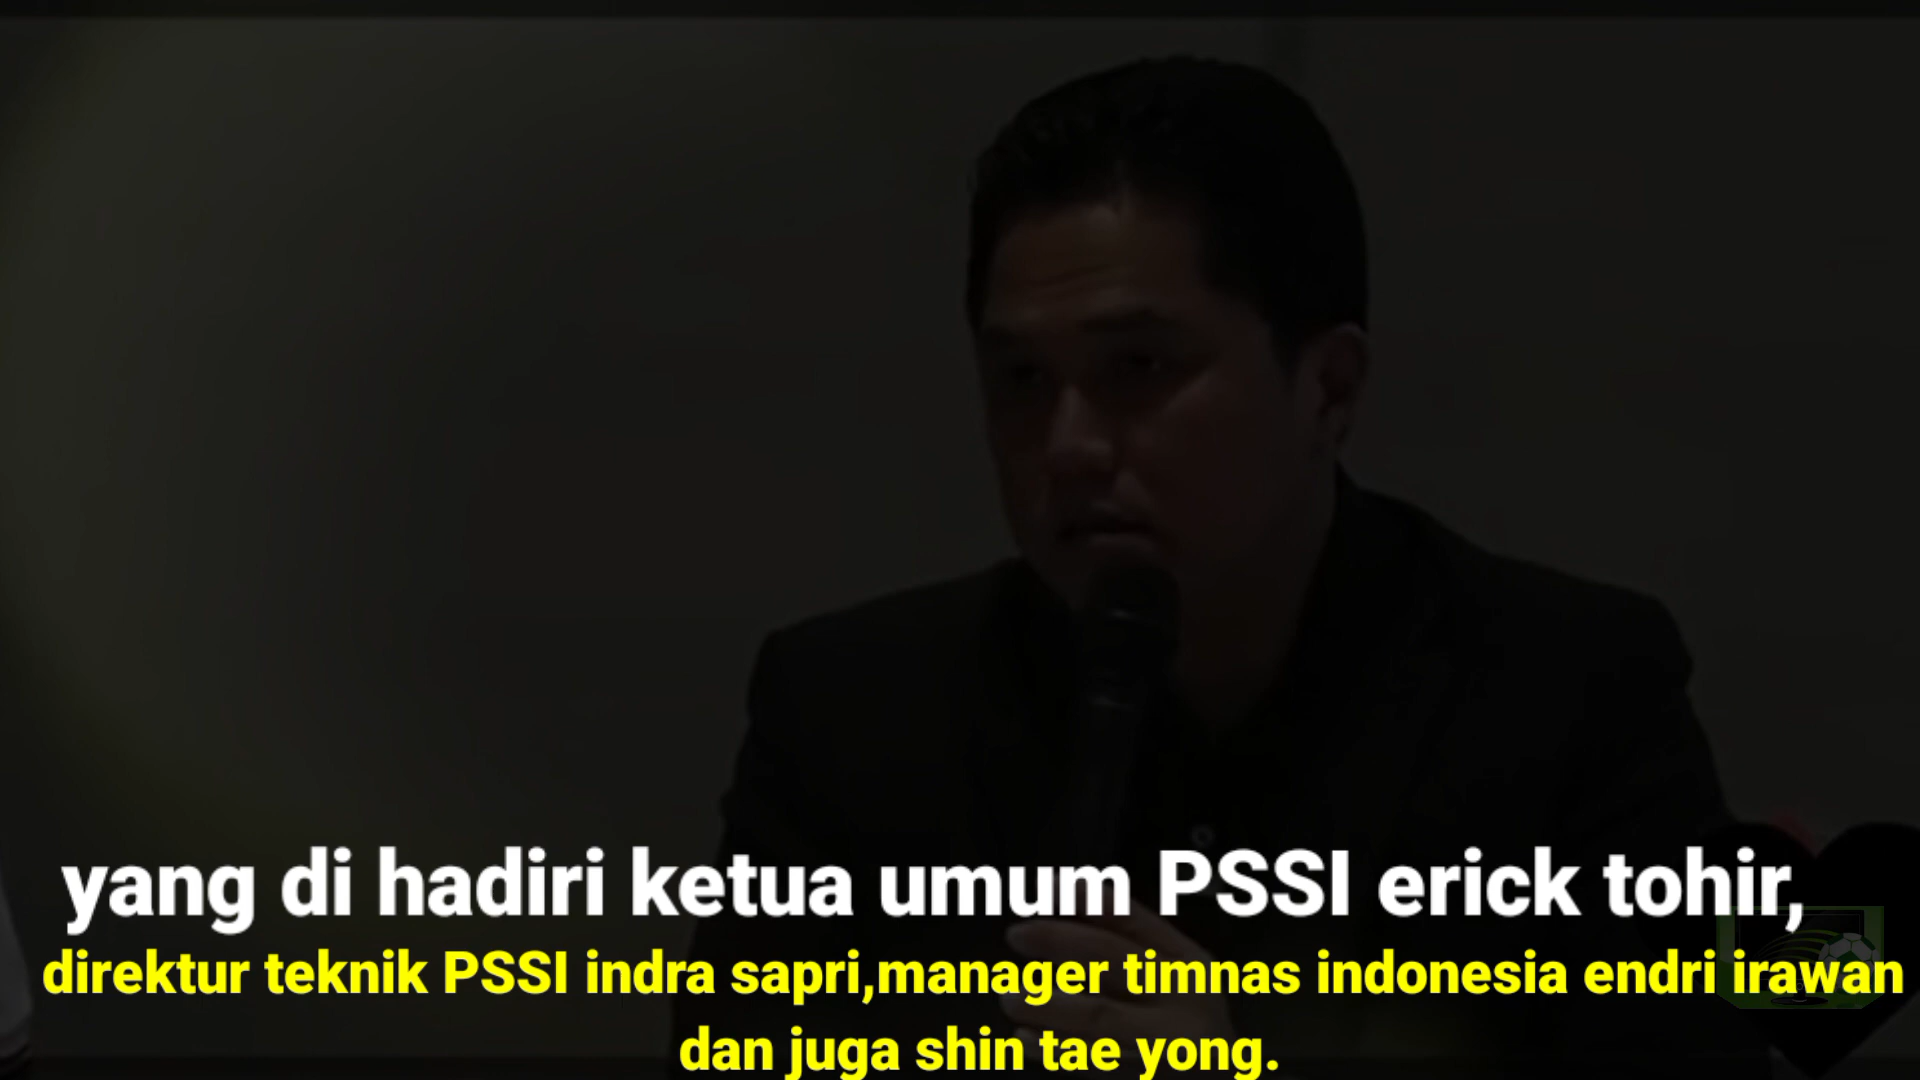 yang di hadiri ketua umum PSSI erick tohir,
direktur teknik PSSI indra sapri,manager timnas indonesia endri irawan
dan juga shin tae yong.